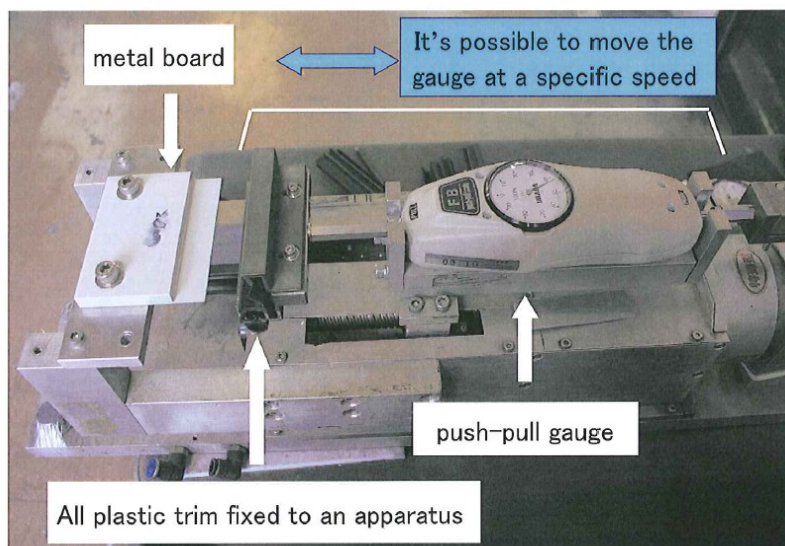 metal board
It's possible to move the
gauge at a specific speed
FB
push-pull gauge
All plastic trim fixed to an apparatus